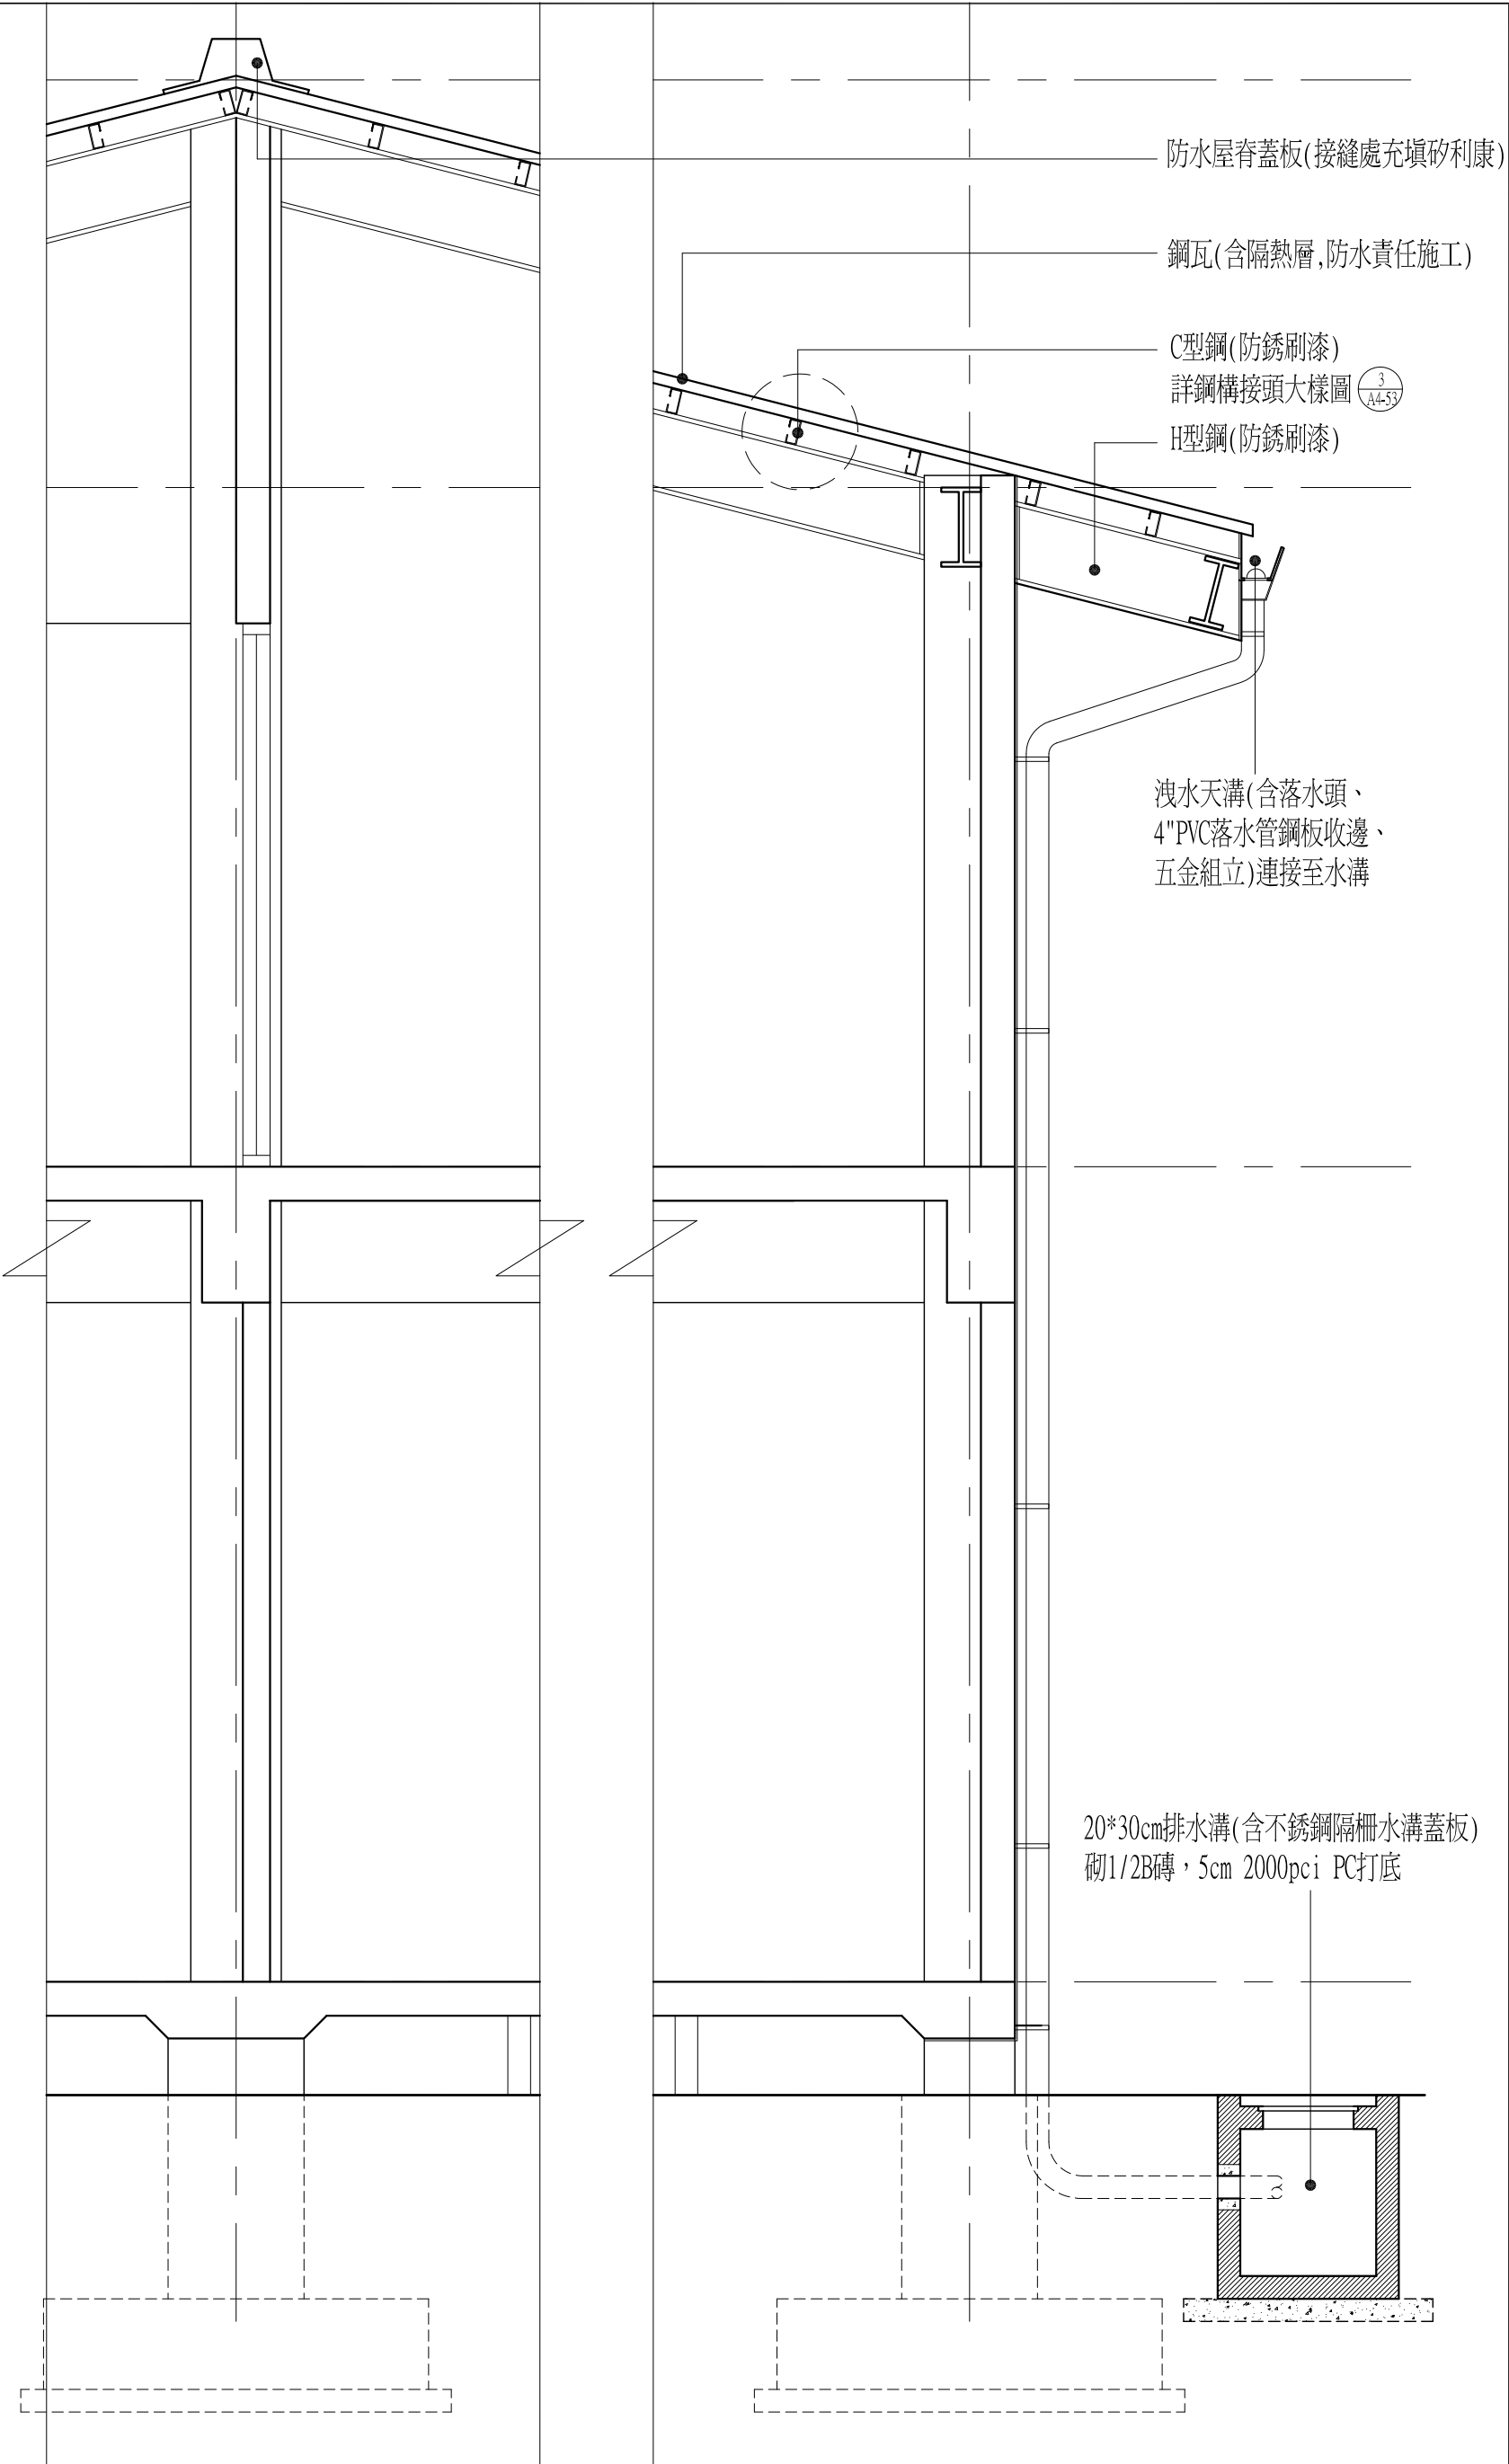 防水屋脊蓋板(接縫處充塡矽利康)
鋼瓦(含隔熱層,防水責任施工)
C型鋼(防銹刷漆)
詳鋼構接頭大樣圖
3
A4-53
H型鋼(防銹刷漆)
洩水天溝(含落水頭、
4"PVC落水管鋼板收邊、
五金組立)連接至水溝
20*30cm排水溝(含不銹鋼隔柵水溝蓋板)
砌1/2B磚，5cm 2000pci PC打底